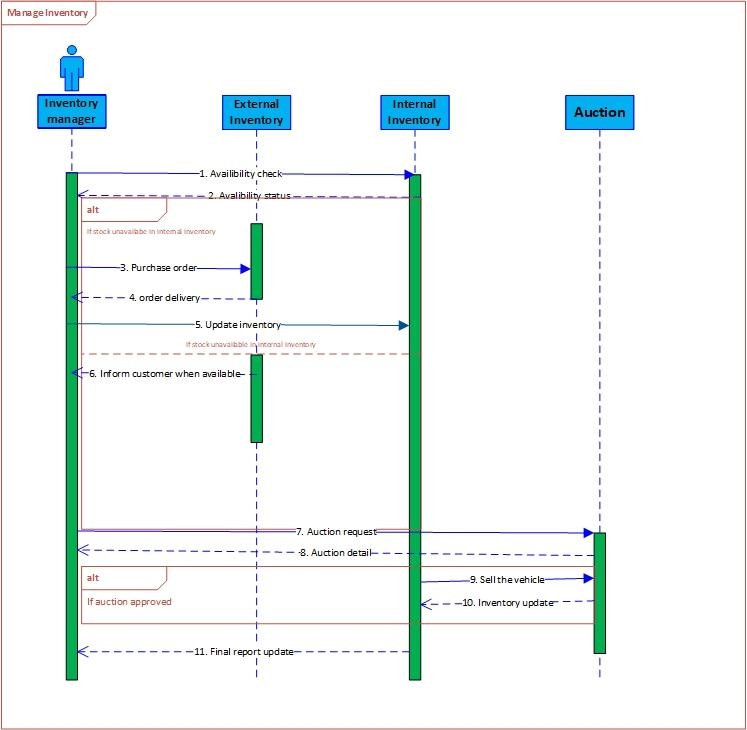 Manage Inventory
Inventory
manager
External
Inventory
Internal
Inventory
Auction
1. Availibility check
2. Avalibility status
alt
If stock unavailabe in internal inventory
3. Purchase order
4. order delivery
5. Update inventory
If stock unavailable in internal inventory
6. Inform customer when available
7. Auction request
8. Auction detail
alt
9. Sell the vehicle
If auction approved
10. Inventory update
11. Final report update